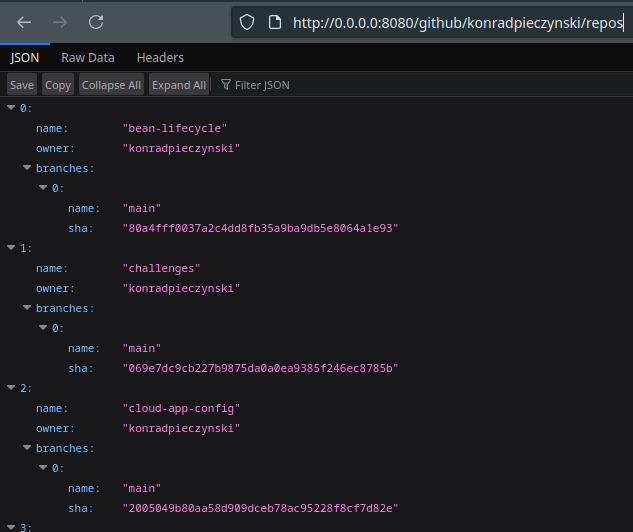 http://0.0.0.0:8080/github/konradpieczynski/repos
JSON Raw Data Headers
Save Copy Collapse All Expand All Filter JSON
0:
name: "bean-lifecycle"
owner: "konradpieczynski"
branches:
0:
name: "main"
sha: "80a4fff0037a2c4dd8fb35a9ba9db5e8064a1e93"
1:
name: "challenges"
owner: "konradpieczynski"
branches:
0:
name: "main"
sha: "069e7dc9cb227b9875da0a0ea9385f246ec8785b"
2:
name: "cloud-app-config"
owner: "konradpieczynski"
branches:
0:
name: "main"
sha: "2005049b80aa58d909dceb78ac95228f8cf7d82e"
3: